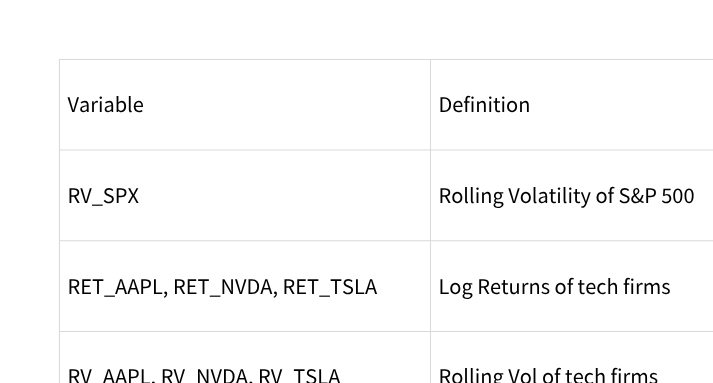 Variable Definition
RV_SPX Rolling Volatility of S&P 500
RET_AAPL, RET_NVDA, RET_TSLA Log Returns of tech firms
RV_AAPL, RV_NVDA, RV_TSLA Rolling Vol of tech firms